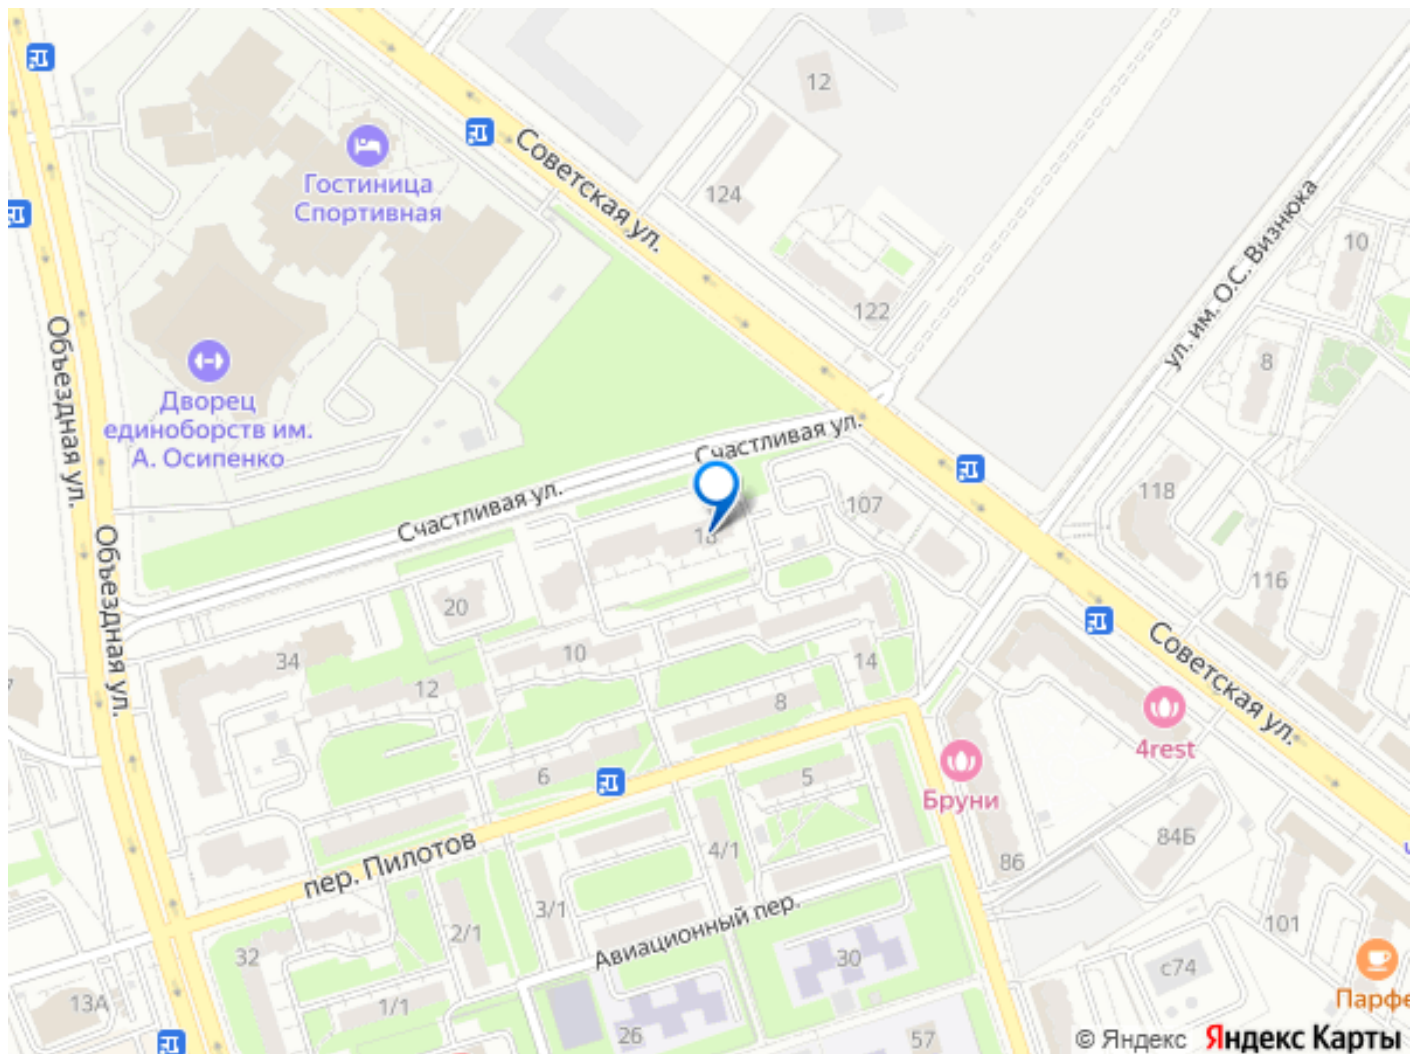 12
Гостиница
Спортивная
Советская ул.
124
122
ул. им. О.С. Визнюка
10
8
Объездная ул.
Дворец
единоборств им.
А. Осипенко
Счастливая ул.
Счастливая ул.
107
118
116
Объездная ул.
20
34
10
12
14
8
6
5
Советская ул.
4rest
Бруни
84Б
86
пер. Пилотов
4/1
3/1
2/1
Авиационный пер.
101
32
30
с74
13А
1/1
26
57
Парфе
© Яндекс Яндекс Карты